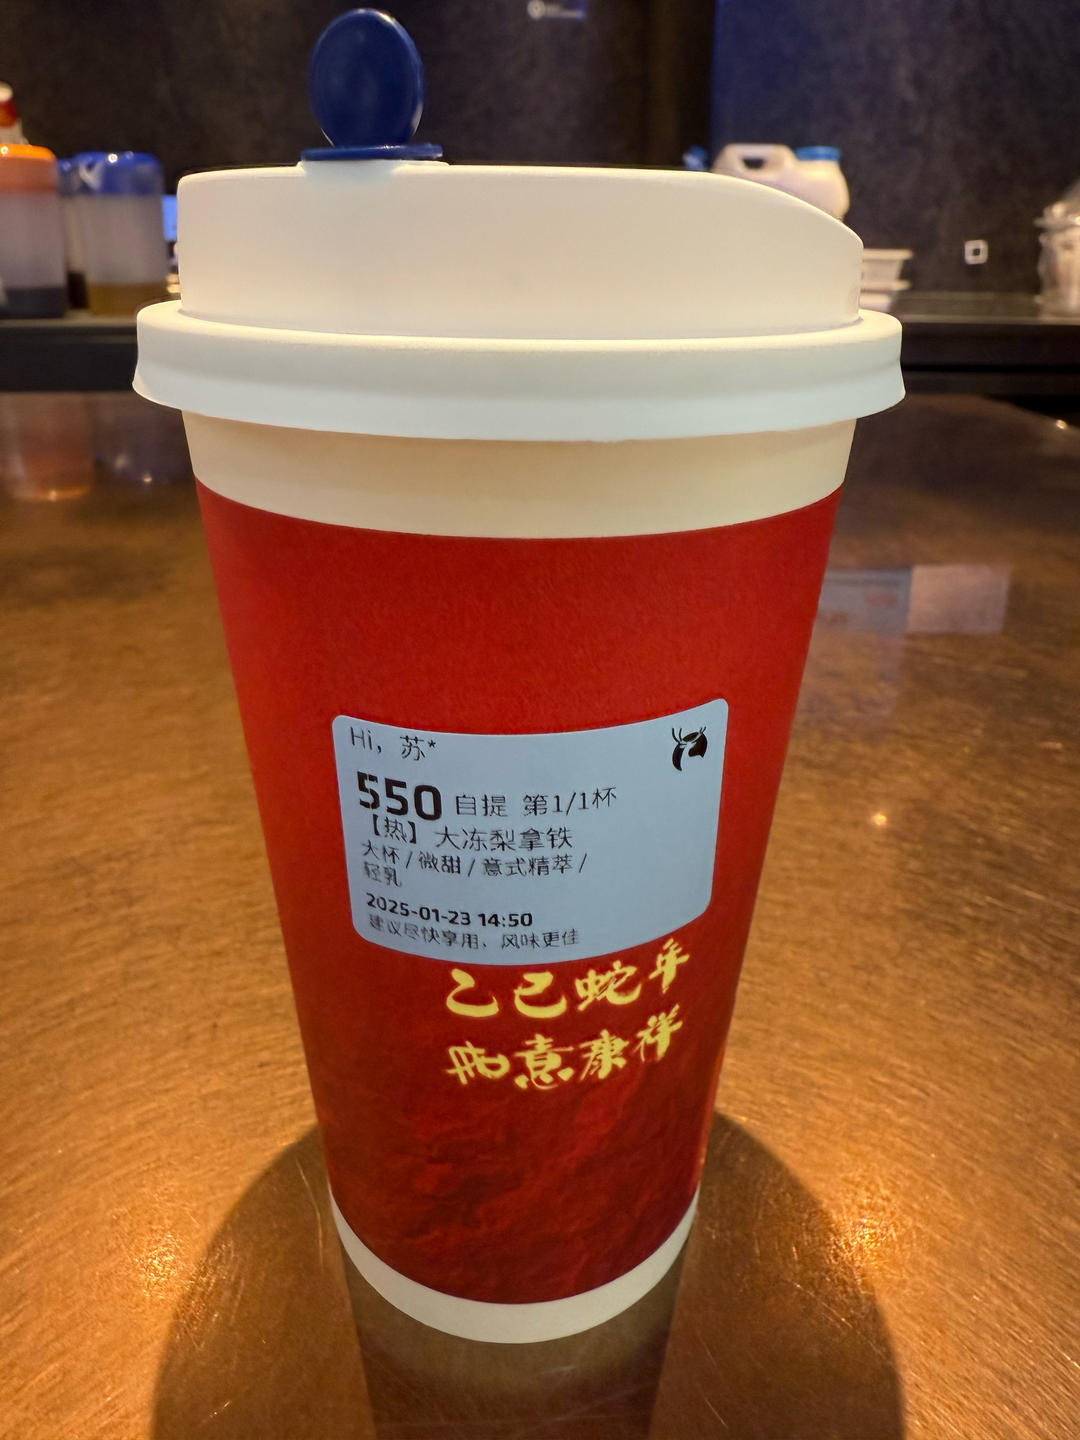 Hi，苏*
550 自提 第1/1杯
【热】大冻梨拿铁
大杯/微甜/意式精萃/
轻乳
2025-01-23 14:50
建议尽快享用，风味更佳
乙巳蛇年
如意康祥